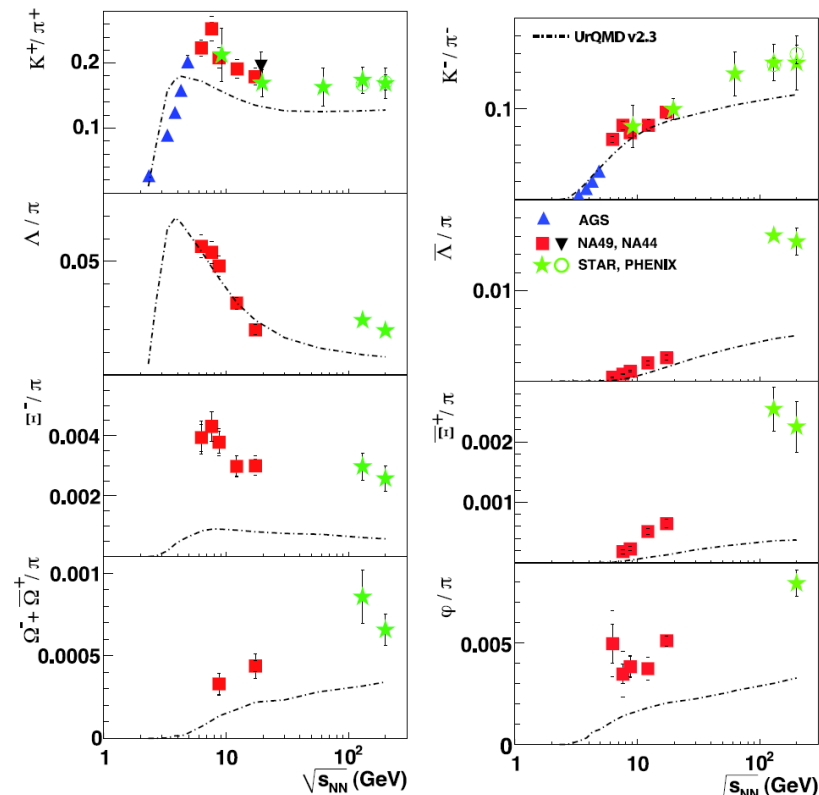 K⁺/π⁺
0.2
0.1
Λ/π
0.05
Ξ⁻/π
0.004
0.002
Ω⁻+Ω̅⁺/π
0.001
0.0005
0
1
10
10²
√s_NN (GeV)
K⁻/π⁻
UrQMD v2.3
0.1
Λ̅/π
AGS
NA49, NA44
STAR, PHENIX
0.01
Ξ̅⁺/π
0.002
0.001
φ/π
0.005
0
1
10
10²
√s_NN (GeV)